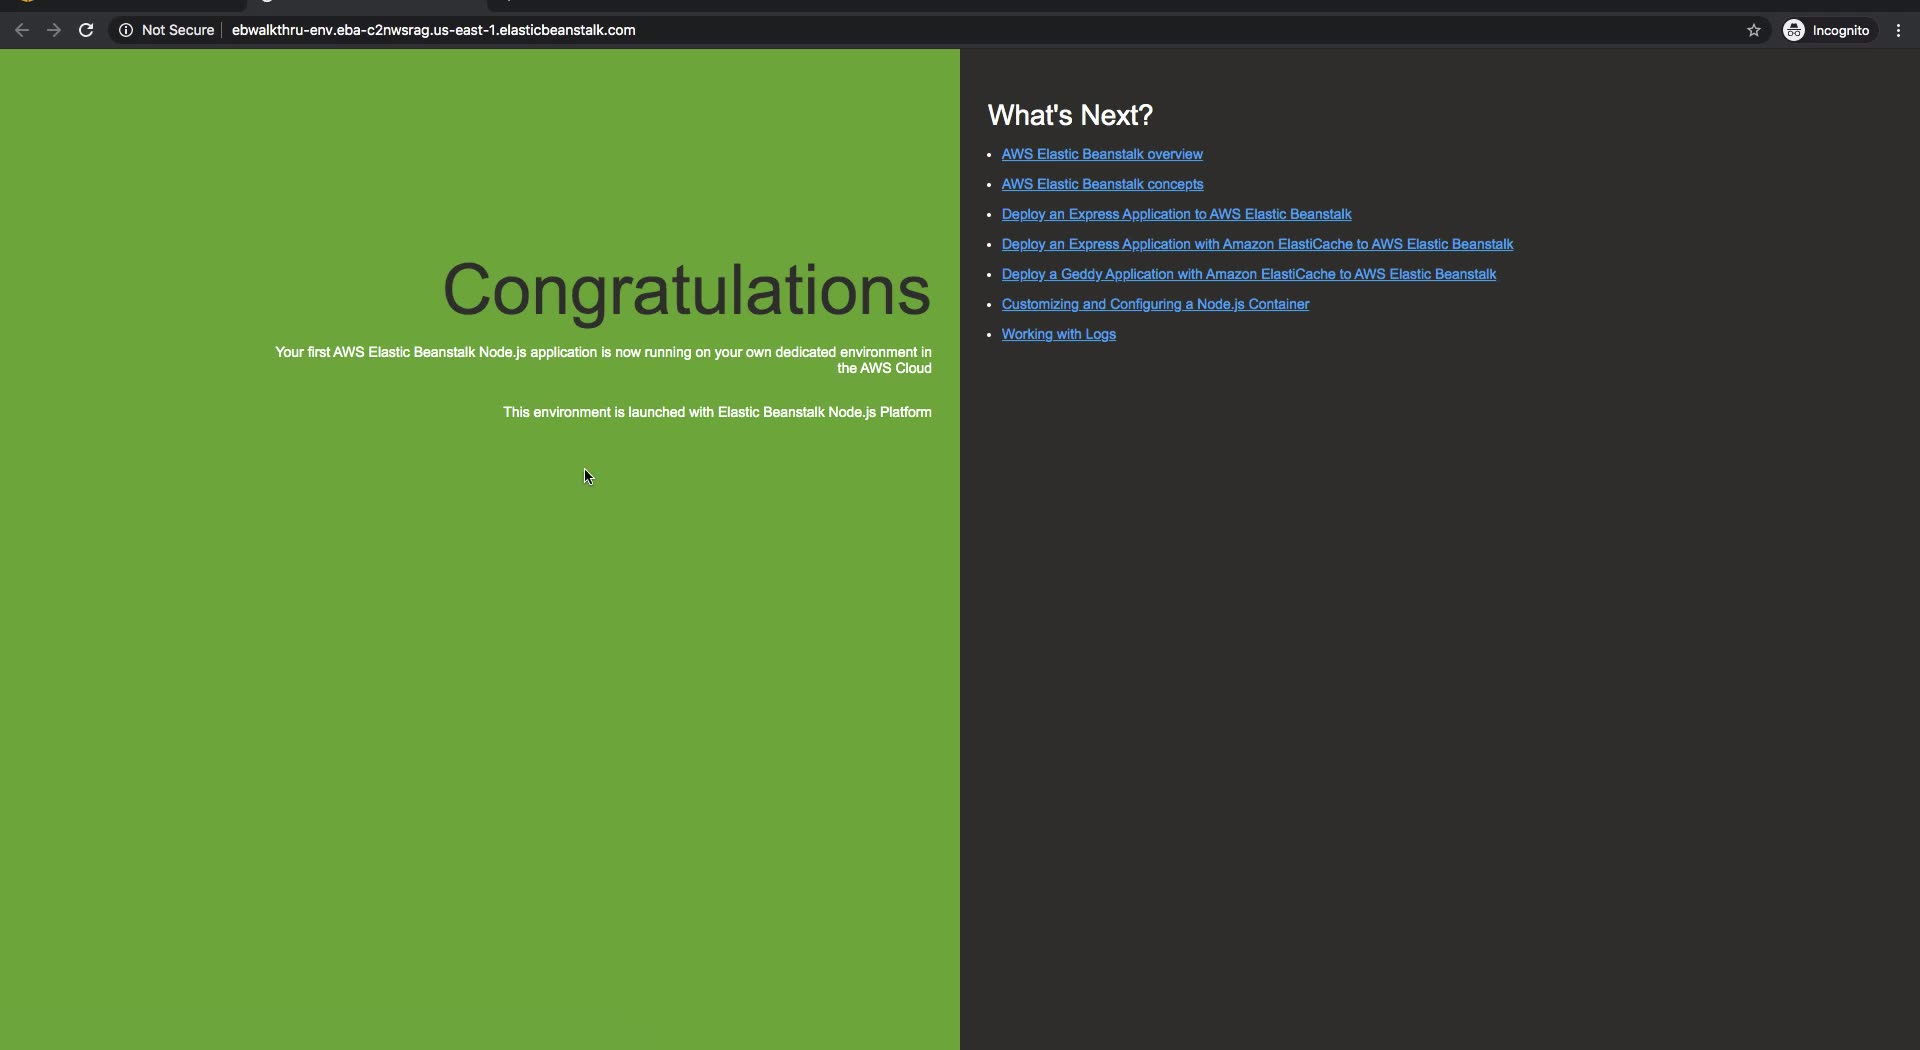 Not Secure
ebwalkthru-env.eba-c2nwsrag.us-east-1.elasticbeanstalk.com
Incognito
Congratulations
Your first AWS Elastic Beanstalk Node.js application is now running on your own dedicated environment in
the AWS Cloud
This environment is launched with Elastic Beanstalk Node.js Platform
What's Next?
AWS Elastic Beanstalk overview
AWS Elastic Beanstalk concepts
Deploy an Express Application to AWS Elastic Beanstalk
Deploy an Express Application with Amazon ElastiCache to AWS Elastic Beanstalk
Deploy a Geddy Application with Amazon ElastiCache to AWS Elastic Beanstalk
Customizing and Configuring a Node.js Container
Working with Logs